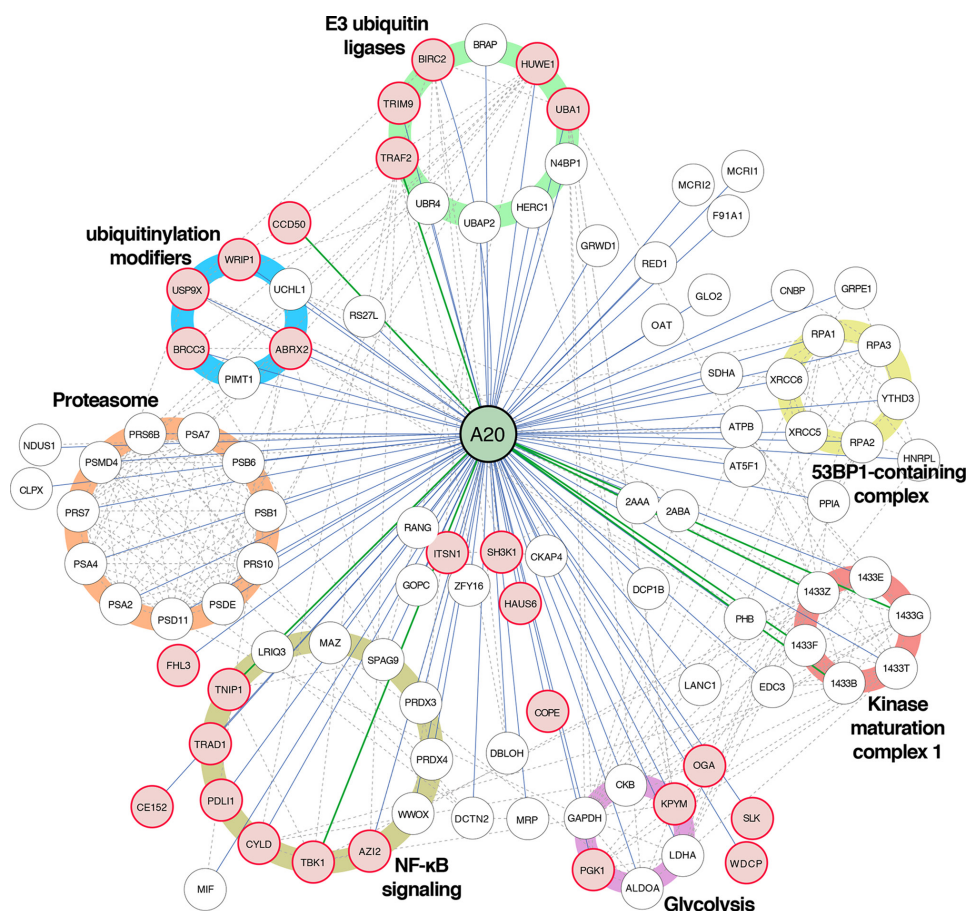 E3 ubiquitin
ligases
BRAP
BIRC2
HUWE1
TRIM9
UBA1
TRAF2
N4BP1
UBR4
HERC1
UBAP2
MCRI1
MCRI2
F91A1
GRWD1
RED1
CCD50
ubiquitinylation
modifiers
WRIP1
USP9X
UCHL1
RS27L
BRCC3
ABRX2
PIMT1
GLO2
CNBP
GRPE1
OAT
RPA1
RPA3
SDHA
XRCC6
YTHD3
ATPB
XRCC5
RPA2
HNRPL
AT5F1
53BP1-containing
complex
PPIA
A20
Proteasome
PRS6B
PSA7
NDUS1
PSMD4
PSB6
CLPX
PRS7
PSB1
PSA4
PRS10
PSA2
PSDE
PSD11
RANG
ITSN1
SH3K1
CKAP4
GOPC
ZFY16
HAUS6
2AAA
2ABA
DCP1B
PHB
1433E
1433Z
1433G
1433F
1433T
1433B
Kinase
maturation
complex 1
LANC1
EDC3
FHL3
LRIQ3
MAZ
SPAG9
TNIP1
PRDX3
TRAD1
PRDX4
PDLI1
WWOX
CYLD
TBK1
AZI2
NF-κB
signaling
CE152
MIF
COPE
DBLOH
DCTN2
MRP
OGA
CKB
KPYM
GAPDH
SLK
LDHA
WDCP
PGK1
ALDOA
Glycolysis